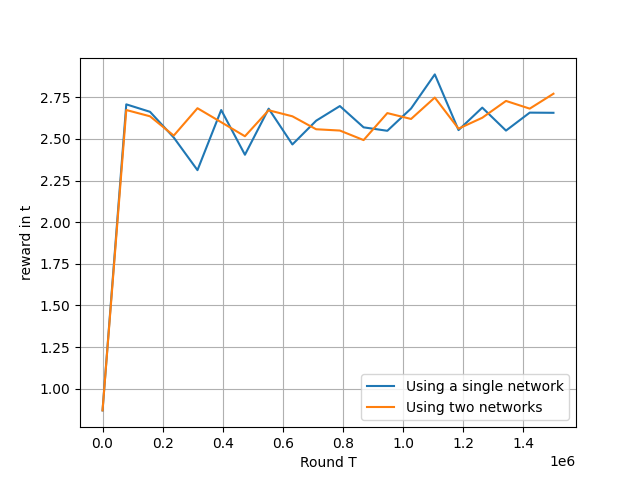 2.75
2.50
2.25
2.00
1.75
1.50
1.25
1.00
reward in t
Using a single network
Using two networks
0.0 0.2 0.4 0.6 0.8 1.0 1.2 1.4
Round T
1e6